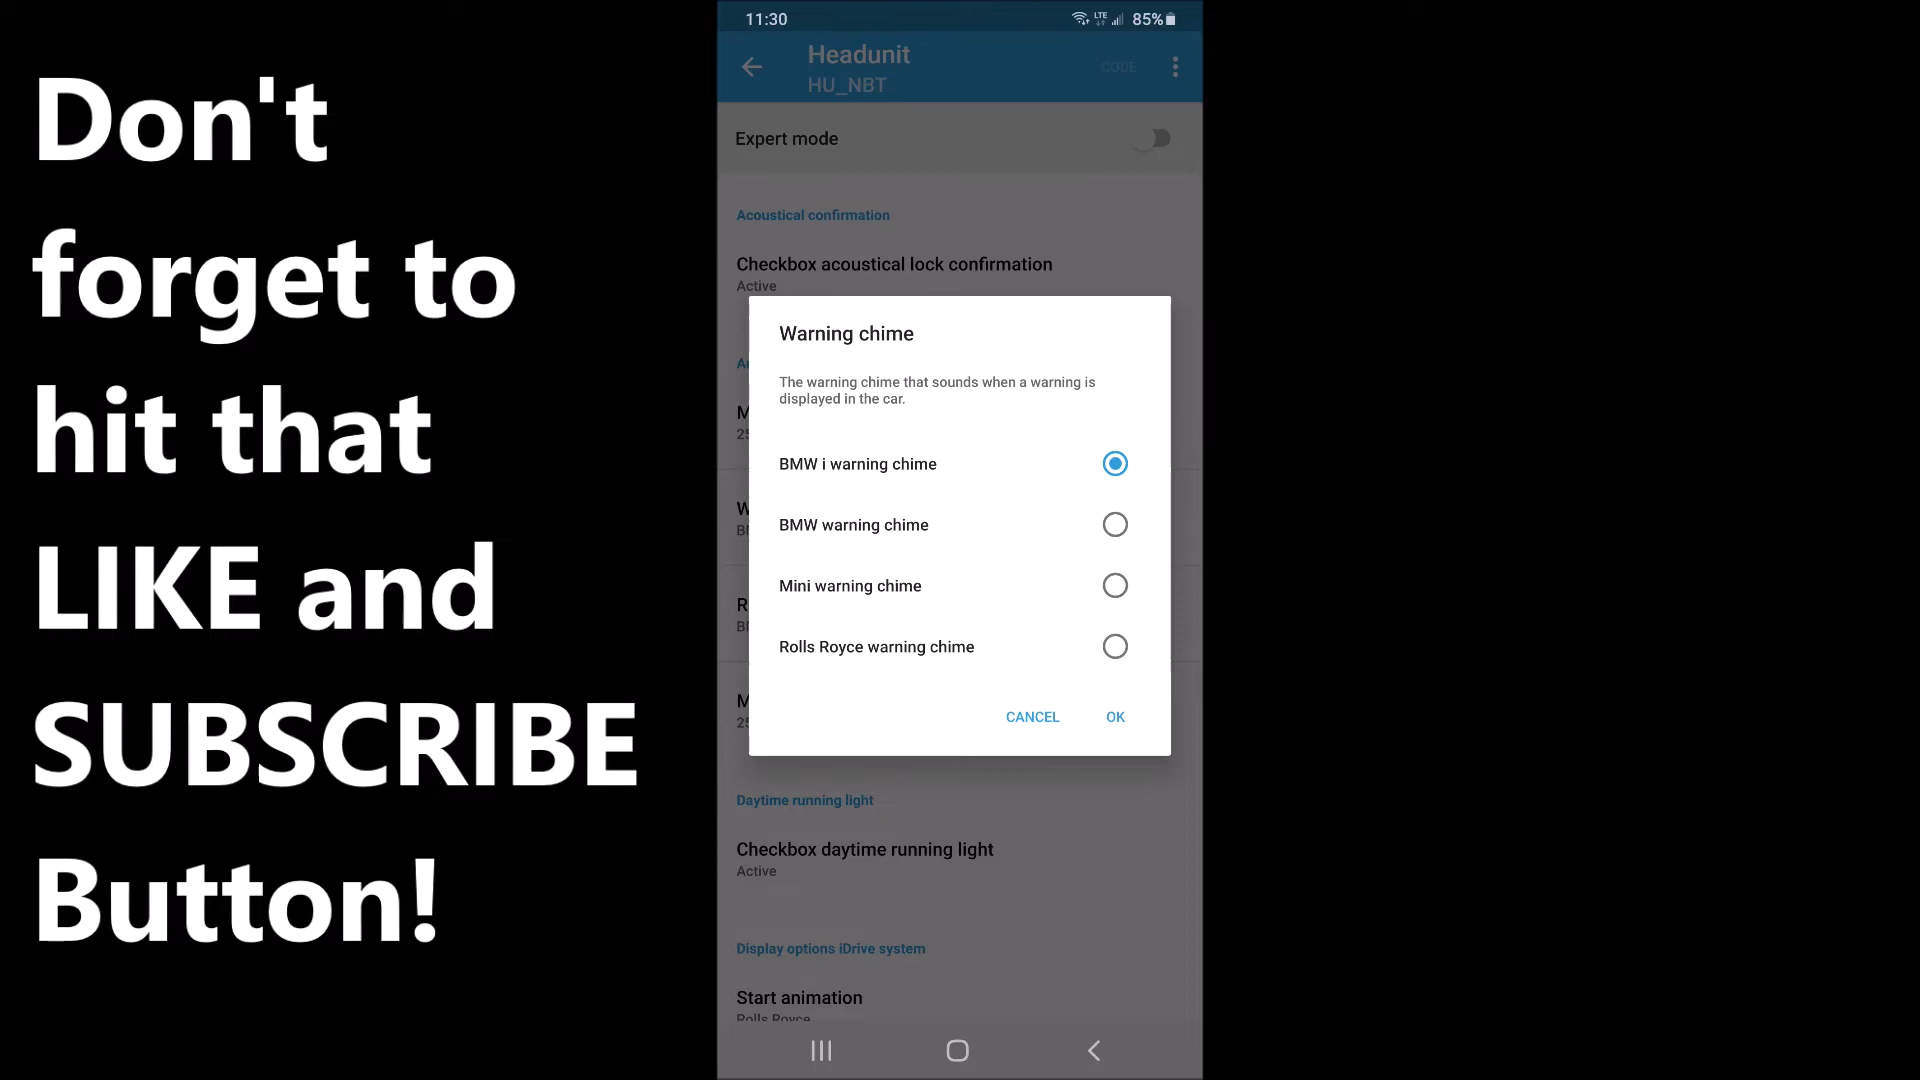 Don't
forget to
hit that
LIKE and
SUBSCRIBE
Button!
11:30
LTE
85%
Headunit
HU_NBT
CODE
Expert mode
Acoustical confirmation
Checkbox acoustical lock confirmation
Active
Warning chime
The warning chime that sounds when a warning is
displayed in the car.
BMW i warning chime
BMW warning chime
Mini warning chime
Rolls Royce warning chime
CANCEL
OK
Daytime running light
Checkbox daytime running light
Active
Display options iDrive system
Start animation
Rolls Royce